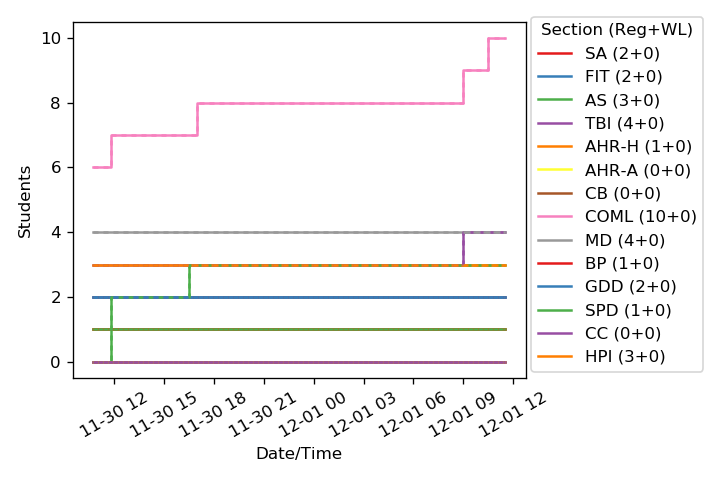 Section (Reg+WL)
SA (2+0)
FIT (2+0)
AS (3+0)
TBI (4+0)
AHR-H (1+0)
AHR-A (0+0)
CB (0+0)
COML (10+0)
MD (4+0)
BP (1+0)
GDD (2+0)
SPD (1+0)
CC (0+0)
HPI (3+0)
Students
10
8
6
4
2
0
11-30 12
11-30 15
11-30 18
11-30 21
12-01 00
12-01 03
12-01 06
12-01 09
12-01 12
Date/Time